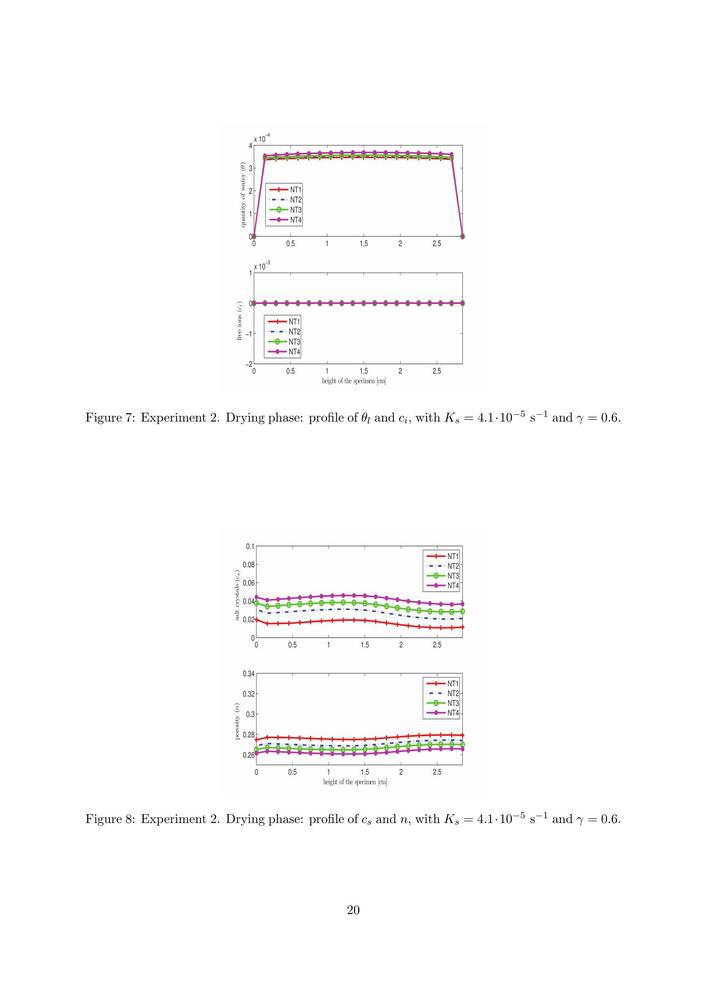 x 10⁻⁴
4
3
2
1
0
quantity of water (θ)
NT1
NT2
NT3
NT4
0 0.5 1 1.5 2 2.5
x 10⁻³
1
0
−1
−2
free ions (cᵢ)
NT1
NT2
NT3
NT4
0 0.5 1 1.5 2 2.5
height of the specimen [cm]
Figure 7: Experiment 2. Drying phase: profile of θₗ and cᵢ, with Kₛ = 4.1·10⁻⁵ s⁻¹ and γ = 0.6.
0.1
0.08
0.06
0.04
0.02
0
salt crystals (cₛ)
NT1
NT2
NT3
NT4
0 0.5 1 1.5 2 2.5
0.34
0.32
0.3
0.28
0.26
porosity (n)
NT1
NT2
NT3
NT4
0 0.5 1 1.5 2 2.5
height of the specimen [cm]
Figure 8: Experiment 2. Drying phase: profile of cₛ and n, with Kₛ = 4.1·10⁻⁵ s⁻¹ and γ = 0.6.
20